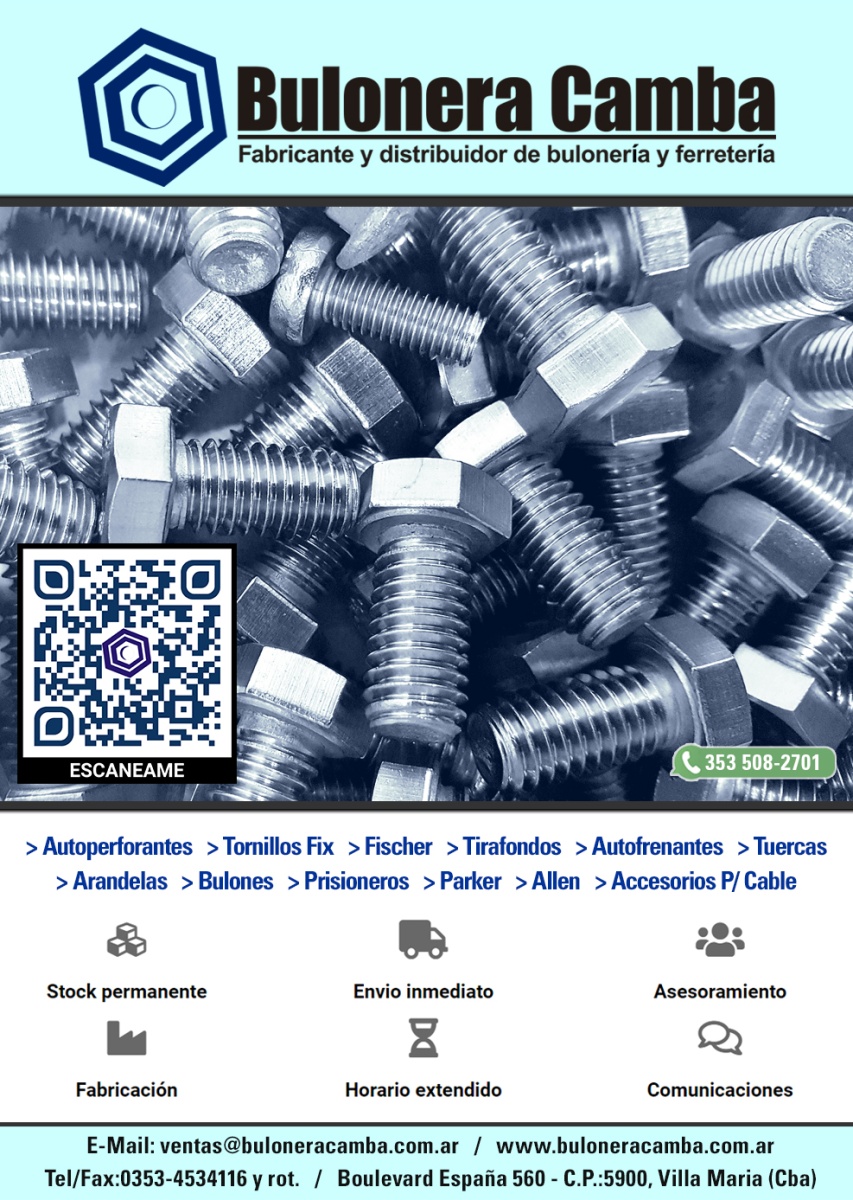 Bulonera Camba
Fabricante y distribuidor de bulonería y ferretería
ESCANEAME
353 508-2701
> Autoperforantes > Tornillos Fix > Fischer > Tirafondos > Autofrenantes > Tuercas
> Arandelas > Bulones > Prisioneros > Parker > Allen > Accesorios P/ Cable
Stock permanente
Envio inmediato
Asesoramiento
Fabricación
Horario extendido
Comunicaciones
E-Mail: ventas@buloneracamba.com.ar / www.buloneracamba.com.ar
Tel/Fax:0353-4534116 y rot. / Boulevard España 560 - C.P.:5900, Villa Maria (Cba)